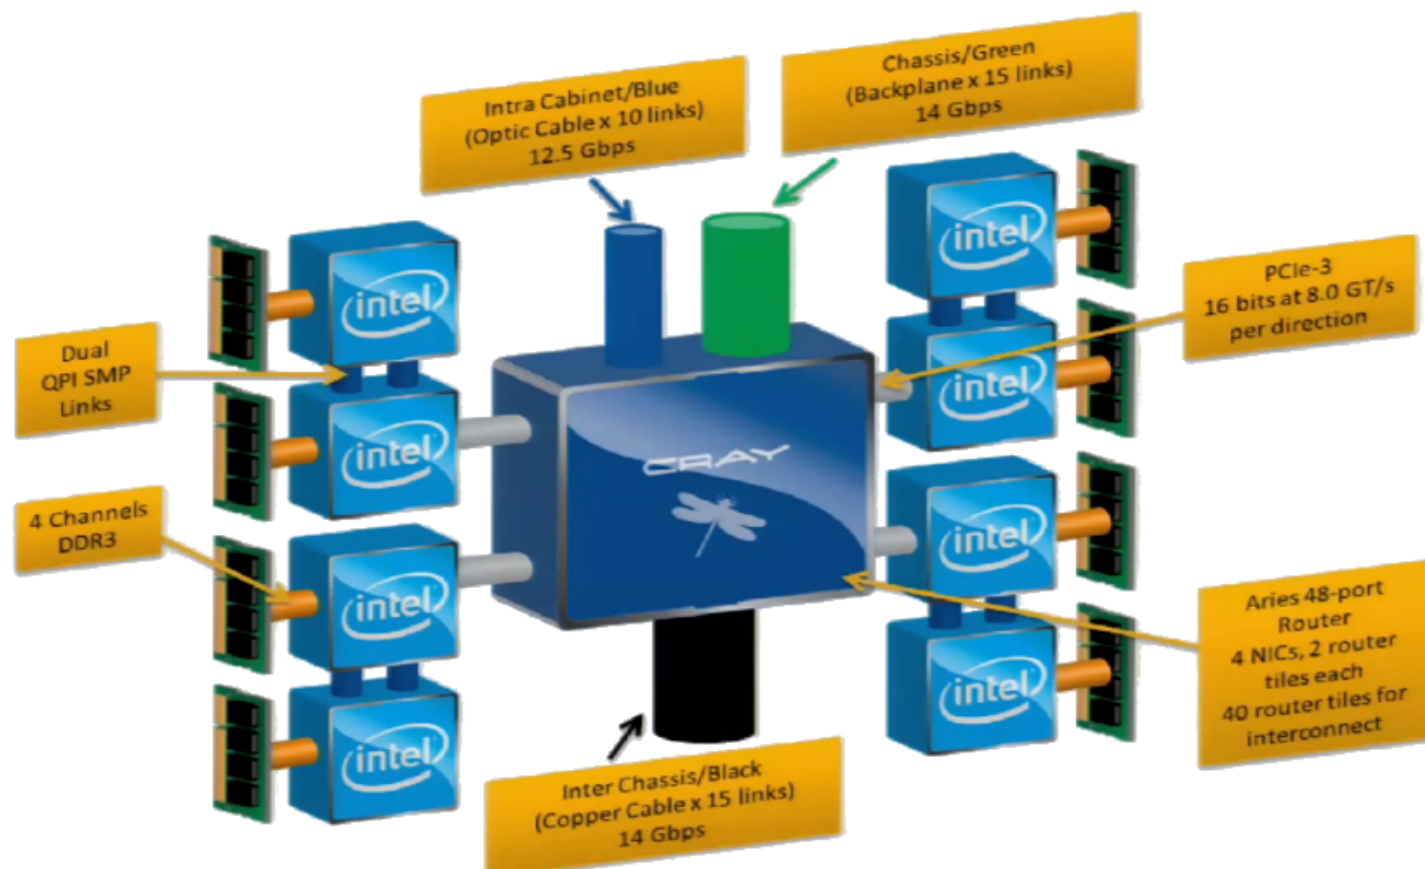 Intra Cabinet/Blue
(Optic Cable x 10 links)
12.5 Gbps
Chassis/Green
(Backplane x 15 links)
14 Gbps
PCIe-3
16 bits at 8.0 GT/s
per direction
Dual
QPI SMP
Links
4 Channels
DDR3
intel
intel
intel
intel
CRAY
intel
intel
intel
intel
Aries 48-port
Router
4 NICs, 2 router
tiles each
40 router tiles for
interconnect
Inter Chassis/Black
(Copper Cable x 15 links)
14 Gbps